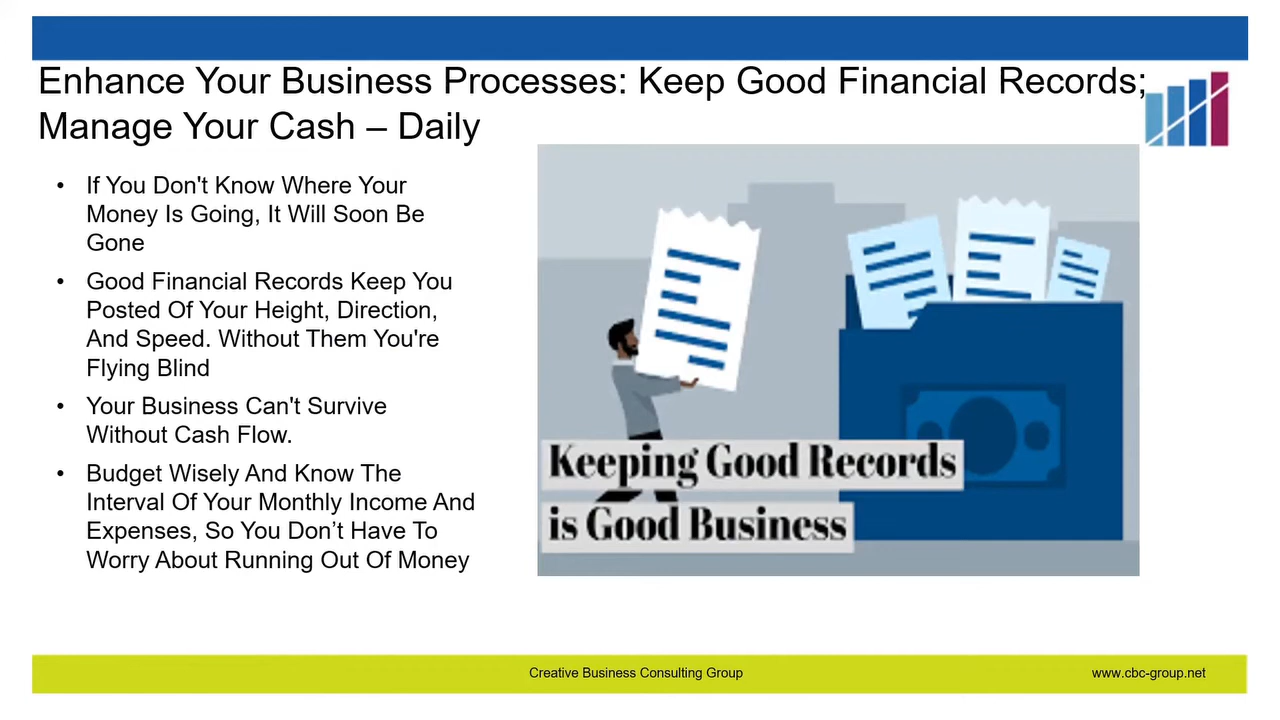 Enhance Your Business Processes: Keep Good Financial Records;
Manage Your Cash – Daily
• If You Don't Know Where Your
Money Is Going, It Will Soon Be
Gone
• Good Financial Records Keep You
Posted Of Your Height, Direction,
And Speed. Without Them You're
Flying Blind
• Your Business Can't Survive
Without Cash Flow.
• Budget Wisely And Know The
Interval Of Your Monthly Income And
Expenses, So You Don’t Have To
Worry About Running Out Of Money
Keeping Good Records
is Good Business
Creative Business Consulting Group
www.cbc-group.net